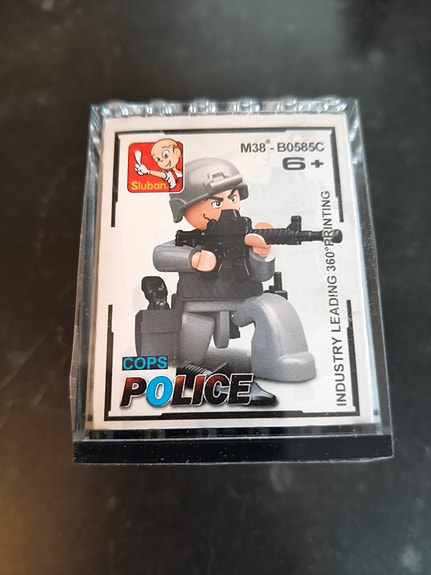 M38® - B0585C
6+
Sluban
INDUSTRY LEADING 360°PRINTING
COPS
POLICE